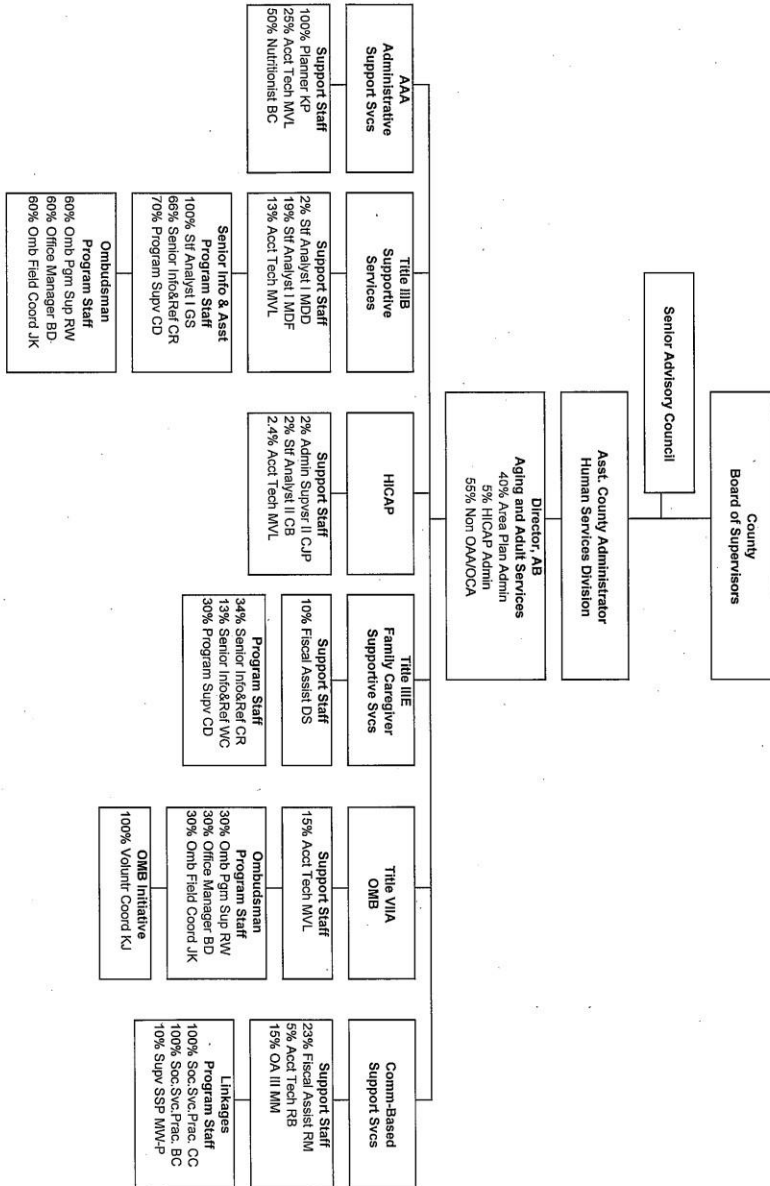 County
Board of Supervisors
Senior Advisory Council
Asst. County Administrator
Human Services Division
Director, AB
Aging and Adult Services
40% Area Plan Admin
5% HICAP Admin
55% Non OAA/OCA
AAA
Administrative
Support Svcs
Support Staff
100% Planner KP
25% Acct Tech MVL
50% Nutritionist BC
Title IIIB
Supportive
Services
Support Staff
2% Stf Analyst I MDD
19% Stf Analyst I MDF
13% Acct Tech MVL
Senior Info & Asst
Program Staff
100% Stf Analyst I GS
66% Senior Info&Ref CR
70% Program Supv CD
Ombudsman
Program Staff
60% Omb Pgm Sup RW
60% Office Manager BD
60% Omb Field Coord JK
HICAP
Support Staff
2% Admin Supvsr II CJP
2% Stf Analyst II CB
2.4% Acct Tech MVL
Title IIIE
Family Caregiver
Supportive Svcs
Support Staff
10% Fiscal Assist DS
Program Staff
34% Senior Info&Ref CR
13% Senior Info&Ref WC
30% Program Supv CD
Title VIIA
OMB
Support Staff
15% Acct Tech MVL
Ombudsman
Program Staff
30% Omb Pgm Sup RW
30% Office Manager BD
30% Omb Field Coord JK
OMB Initiative
100% Voluntr Coord KJ
Comm-Based
Support Svcs
Support Staff
23% Fiscal Assist RM
5% Acct Tech RB
15% OA III MM
Linkages
Program Staff
100% Soc.Svc.Prac. CC
100% Soc.Svc.Prac. BC
10% Supv SSP MW-P